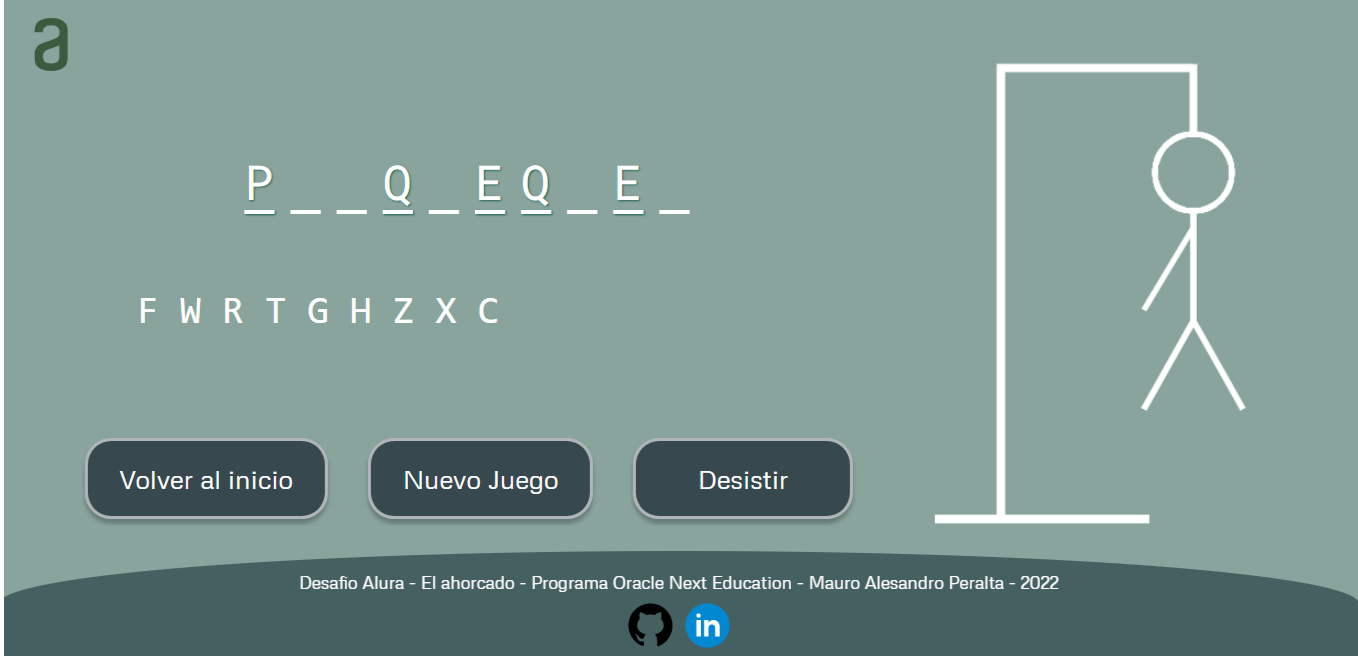 a
P _ _ Q _ E Q _ E _
F W R T G H Z X C
Volver al inicio
Nuevo Juego
Desistir
Desafio Alura - El ahorcado - Programa Oracle Next Education - Mauro Alesandro Peralta - 2022
in